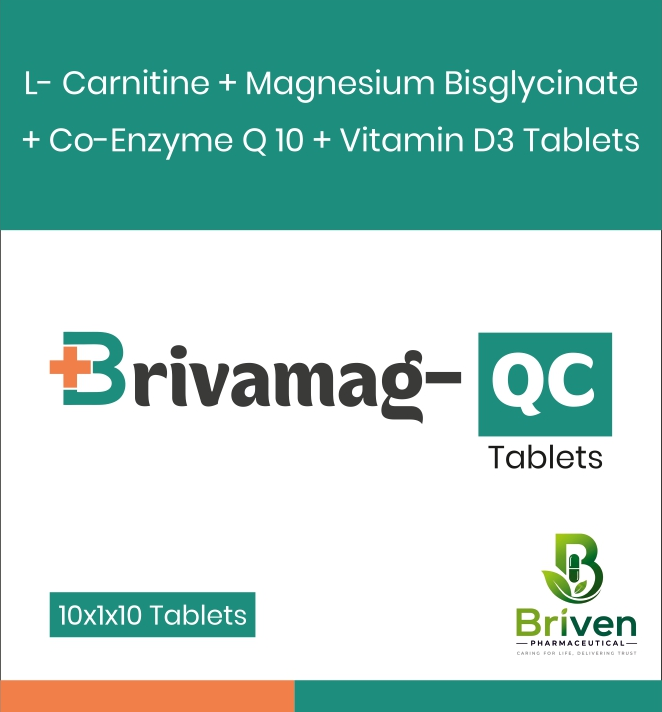 L- Carnitine + Magnesium Bisglycinate
+ Co-Enzyme Q 10 + Vitamin D3 Tablets
Brivamag- QC
Tablets
10x1x10 Tablets
Briven
PHARMACEUTICAL
CARING FOR LIFE, DELIVERING TRUST